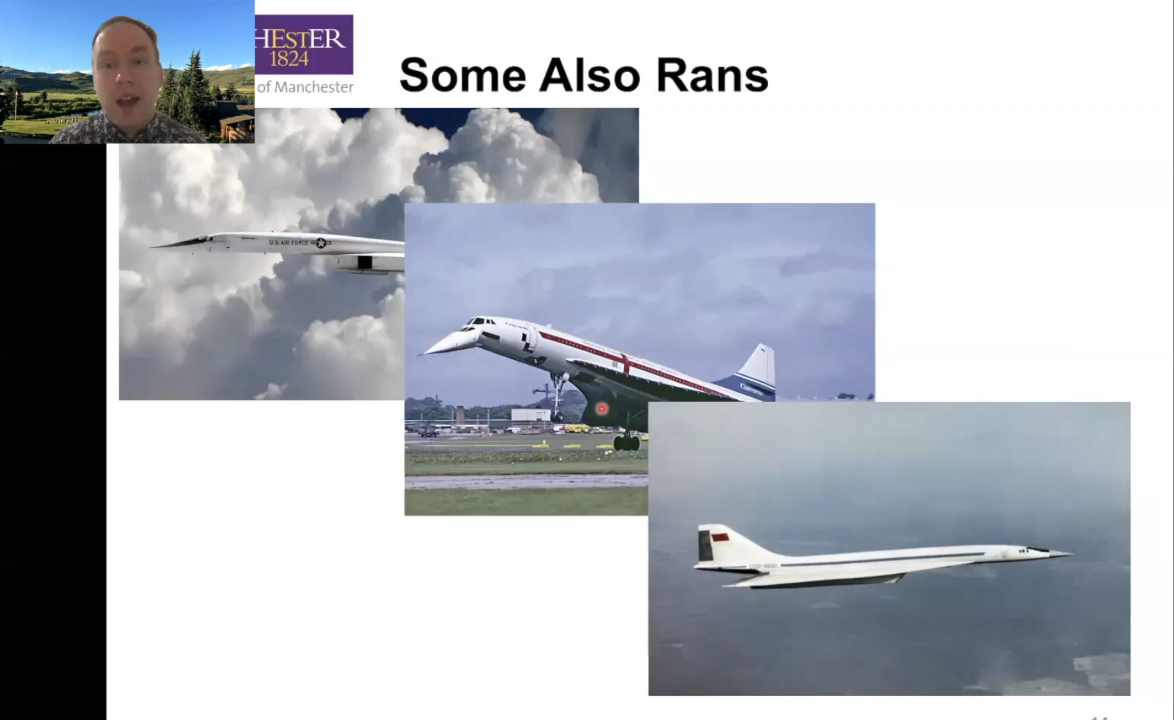 HESTER
1824
of Manchester
Some Also Rans
U.S. AIR FORCE